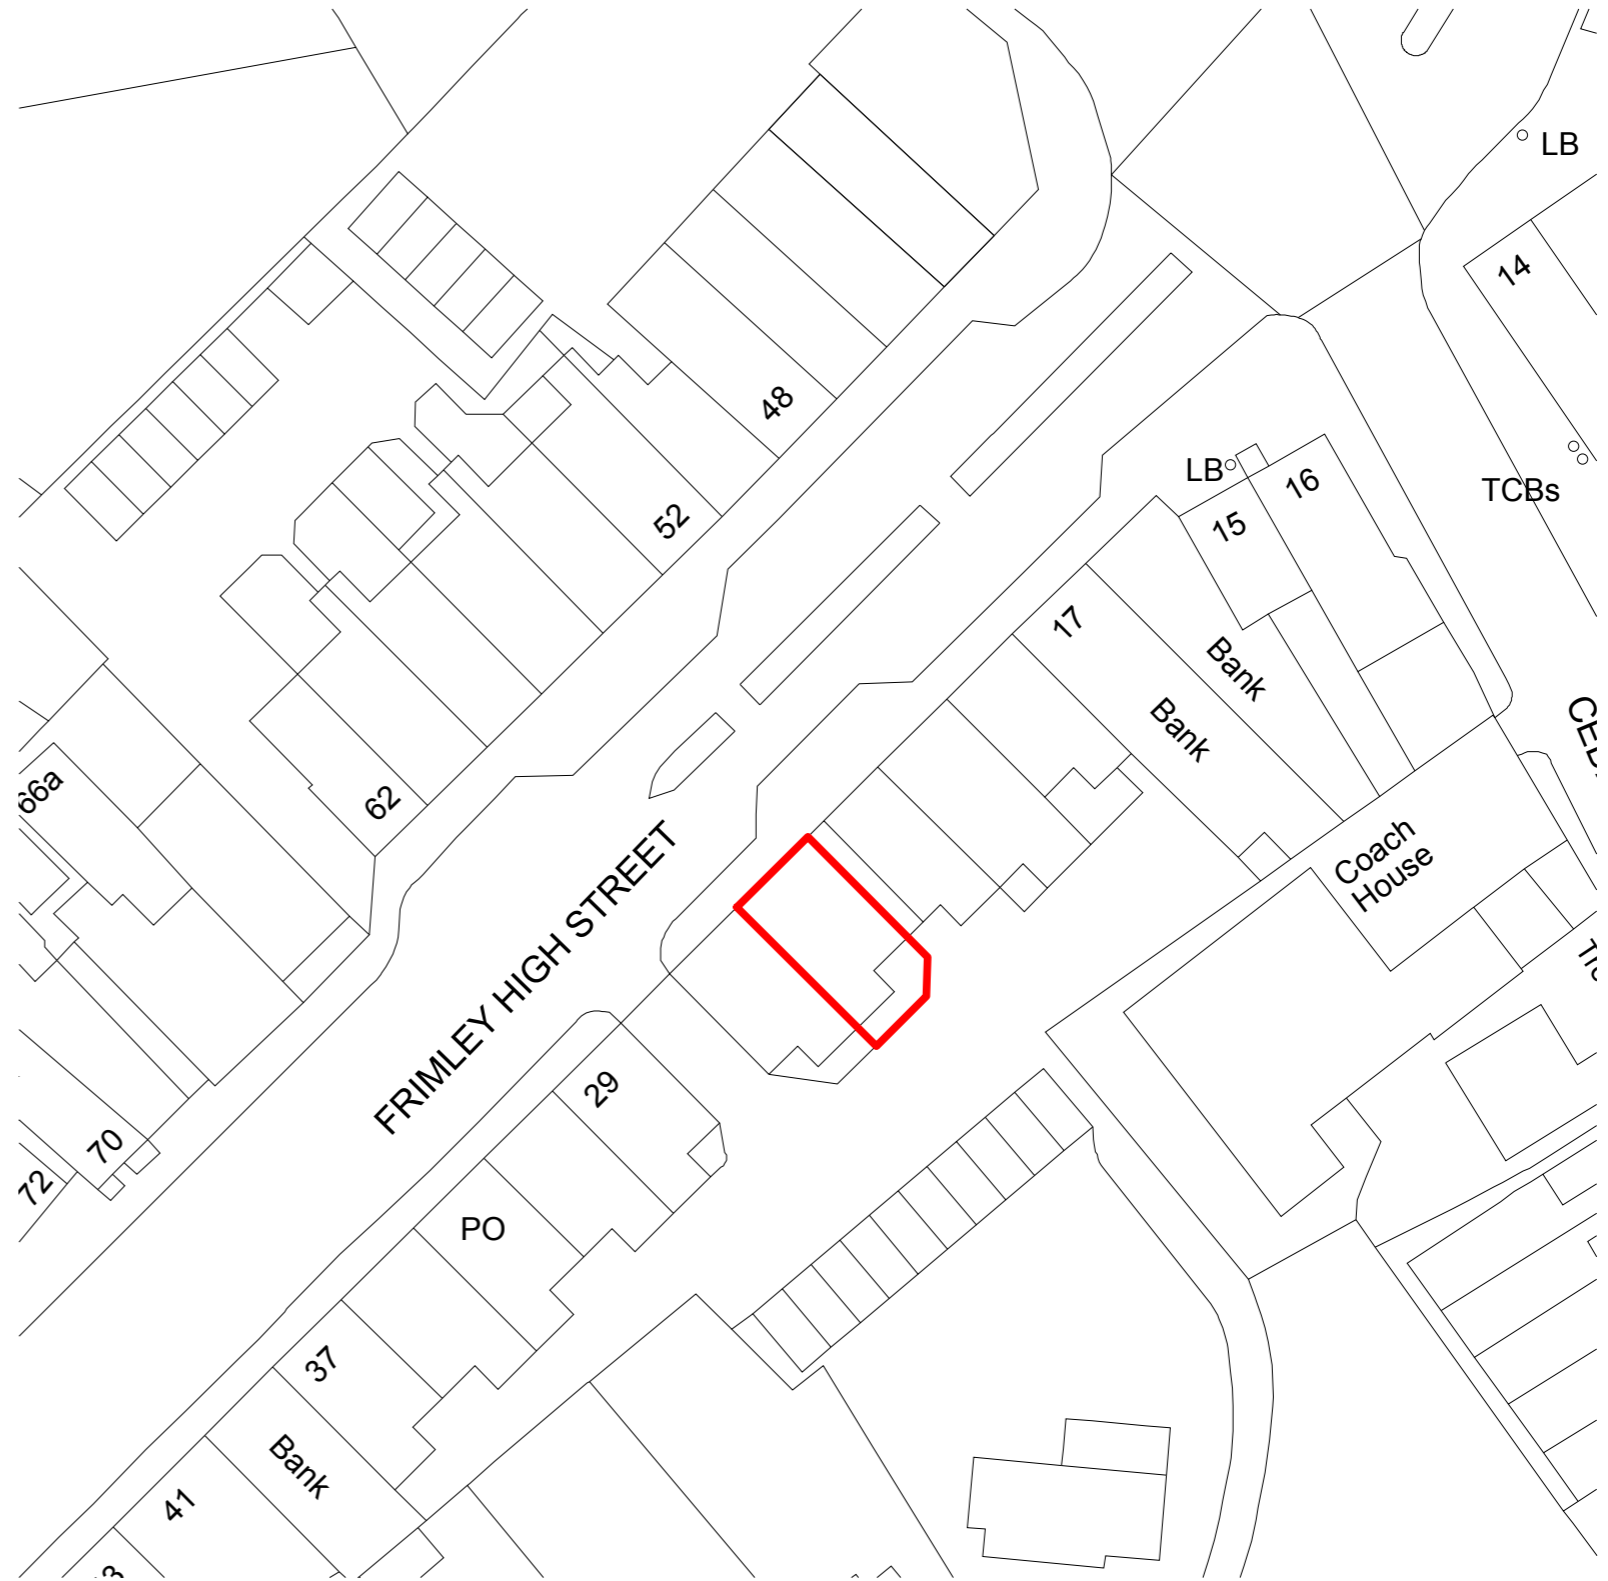 LB
14
48
LB
16
TCBs
15
52
17
Bank
Bank
62
66a
Coach
House
FRIMLEY HIGH STREET
29
70
72
PO
37
Bank
41